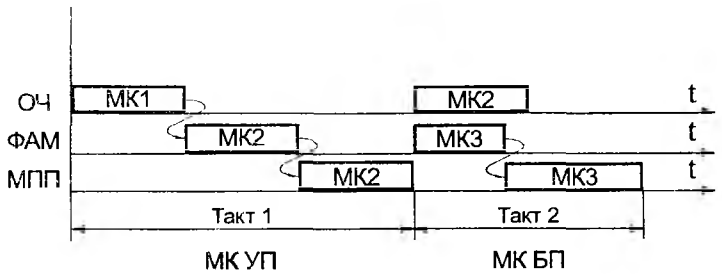 ОЧ МК1 МК2 t
ФАМ МК2 МК3 t
МПП МК2 МК3 t
Такт 1 Такт 2
МК УП МК БП